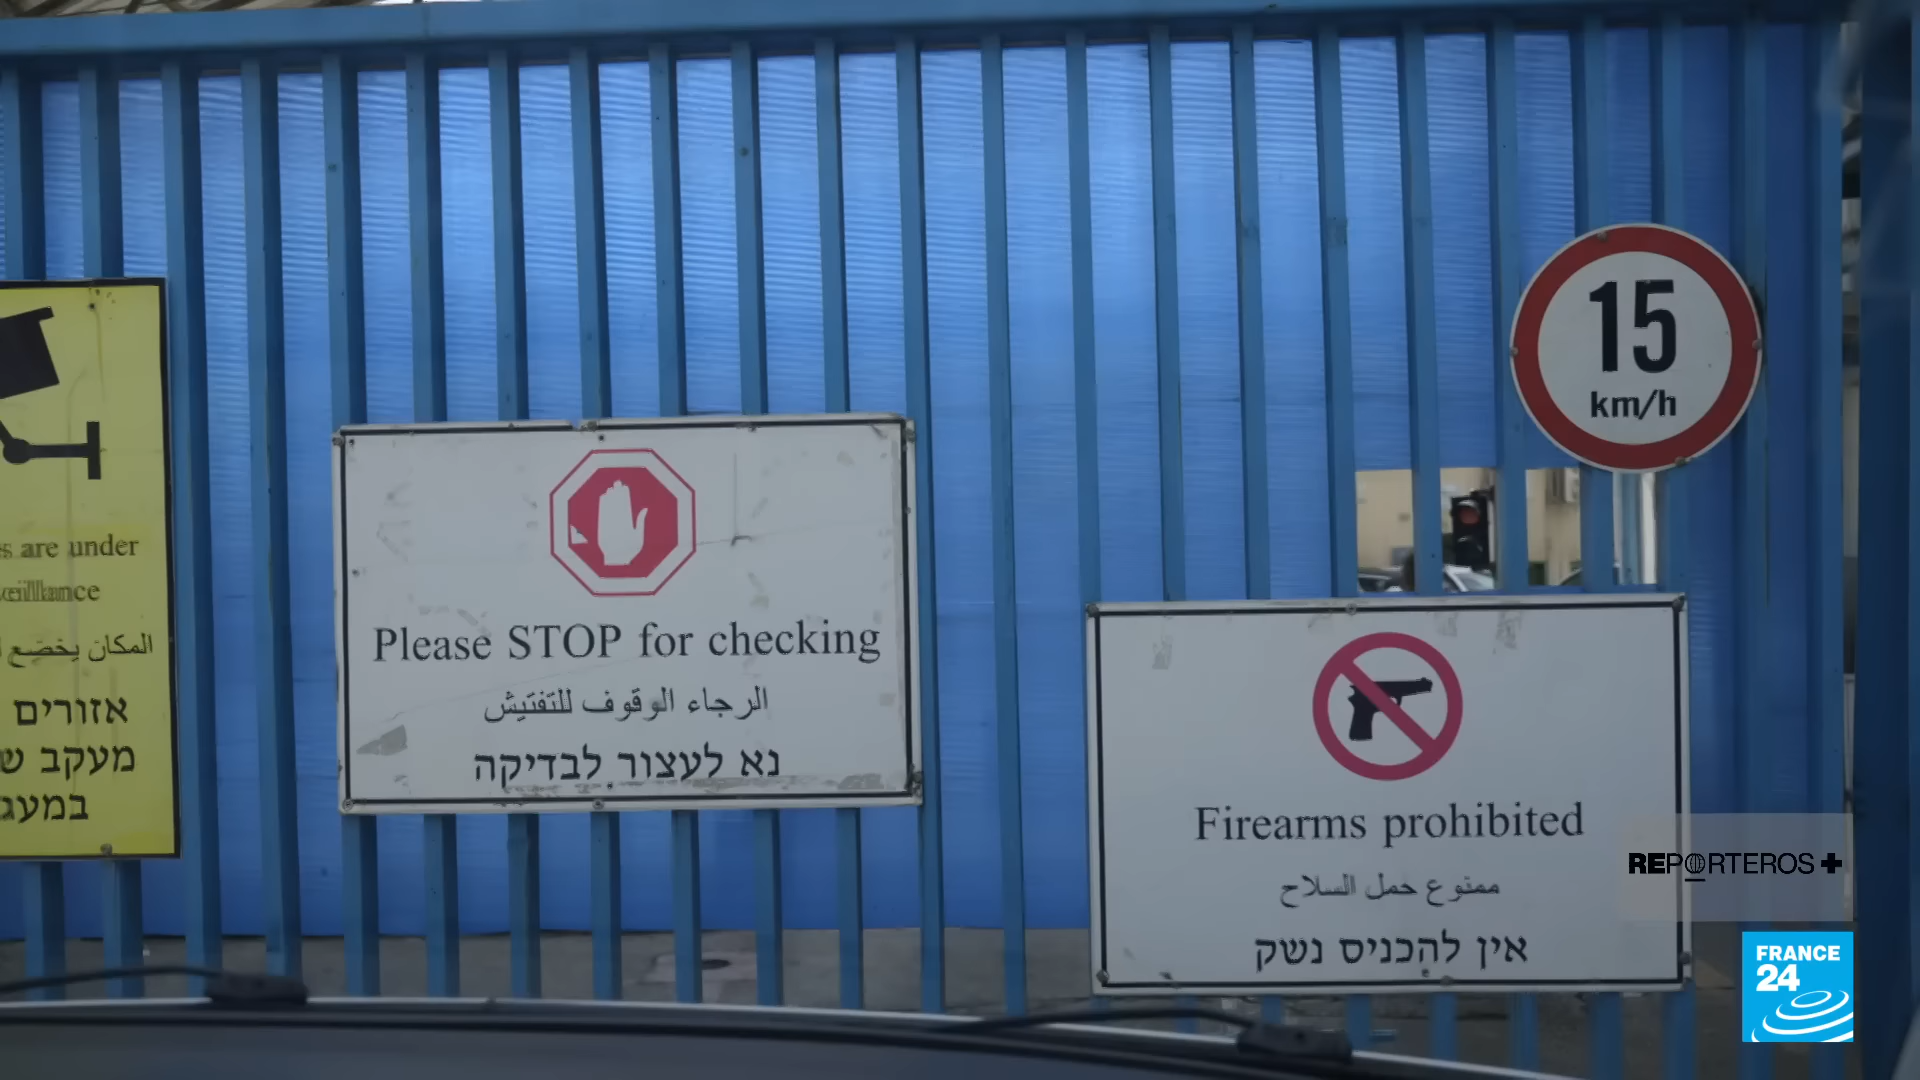 are under
المكان يخضع
אזורים
מעקב
Please STOP for checking
الرجاء الوقوف للتفتيش
נא לעצור לבדיקה
15
km/h
Firearms prohibited
ممنوع حمل السلاح
אין להכניס נשק
REPORTEROS +
FRANCE
24